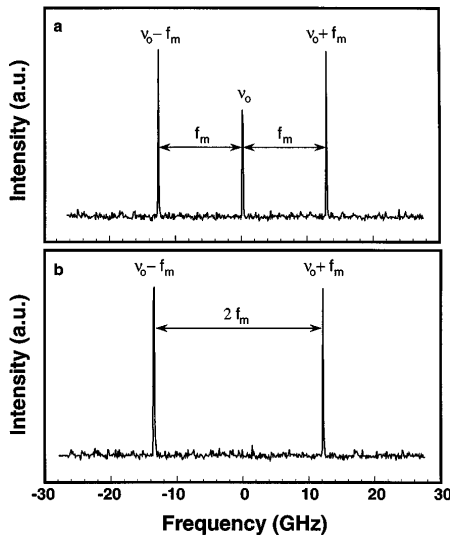 a
ν₀ – fₘ
ν₀ + fₘ
ν₀
fₘ
fₘ
Intensity (a.u.)
b
ν₀ – fₘ
ν₀ + fₘ
2 fₘ
Intensity (a.u.)
-30 -20 -10 0 10 20 30
Frequency (GHz)